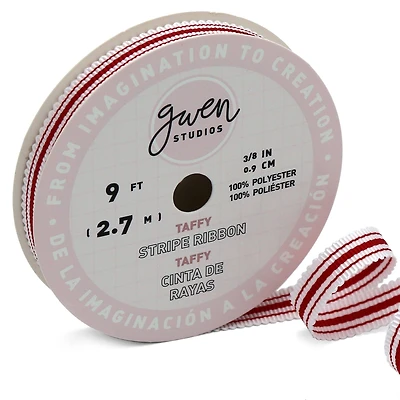 FROM IMAGINATION TO CREATION
gwen
STUDIOS
3/8 IN
0.9 CM
100% POLYESTER
100% POLIÉSTER
9 FT
(2.7 M)
TAFFY
STRIPE RIBBON
TAFFY
CINTA DE
RAYAS
DE LA IMAGINACIÓN A LA CREACIÓN